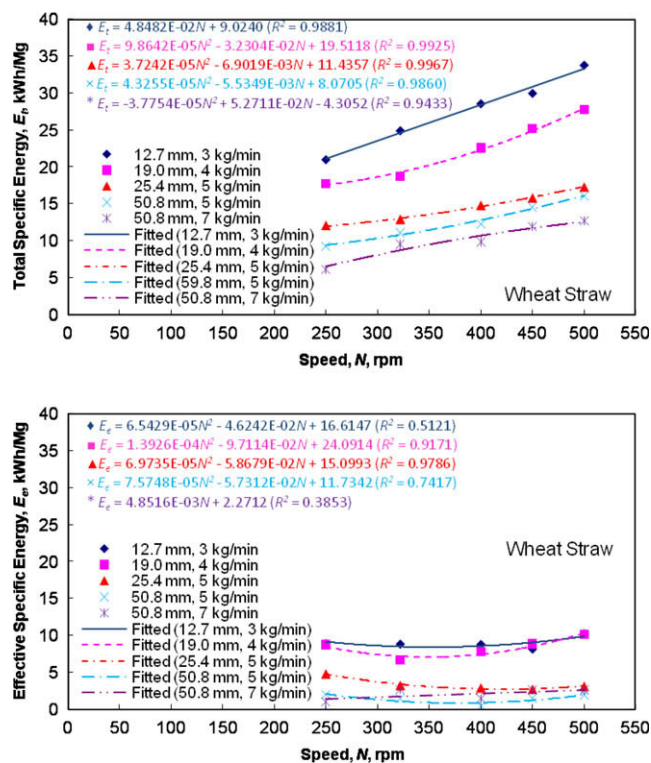 40
35
30
25
20
15
10
5
0
Total Specific Energy, Et, kWh/Mg
♦ Et = 4.8482E-02N + 9.0240 (R² = 0.9881)
■ Et = 9.8642E-05N² - 3.2304E-02N + 19.5118 (R² = 0.9925)
▲ Et = 3.7242E-05N² - 6.9019E-03N + 11.4357 (R² = 0.9967)
× Et = 4.3255E-05N² - 5.5349E-03N + 8.0705 (R² = 0.9860)
* Et = -3.7754E-05N² + 5.2711E-02N - 4.3052 (R² = 0.9433)
12.7 mm, 3 kg/min
19.0 mm, 4 kg/min
25.4 mm, 5 kg/min
50.8 mm, 5 kg/min
50.8 mm, 7 kg/min
Fitted (12.7 mm, 3 kg/min)
Fitted (19.0 mm, 4 kg/min)
Fitted (25.4 mm, 5 kg/min)
Fitted (59.8 mm, 5 kg/min)
Fitted (50.8 mm, 7 kg/min)
Wheat Straw
0 50 100 150 200 250 300 350 400 450 500 550
Speed, N, rpm
40
35
30
25
20
15
10
5
0
Effective Specific Energy, Ee, kWh/Mg
♦ Ee = 6.5429E-05N² - 4.6242E-02N + 16.6147 (R² = 0.5121)
■ Ee = 1.3926E-04N² - 9.7114E-02N + 24.0914 (R² = 0.9171)
▲ Ee = 6.9735E-05N² - 5.8679E-02N + 15.0993 (R² = 0.9786)
× Ee = 7.5748E-05N² - 5.7312E-02N + 11.7342 (R² = 0.7417)
* Ee = 4.8516E-03N + 2.2712 (R² = 0.3853)
Wheat Straw
12.7 mm, 3 kg/min
19.0 mm, 4 kg/min
25.4 mm, 5 kg/min
50.8 mm, 5 kg/min
50.8 mm, 7 kg/min
Fitted (12.7 mm, 3 kg/min)
Fitted (19.0 mm, 4 kg/min)
Fitted (25.4 mm, 5 kg/min)
Fitted (50.8 mm, 5 kg/min)
Fitted (50.8 mm, 7 kg/min)
0 50 100 150 200 250 300 350 400 450 500 550
Speed, N, rpm